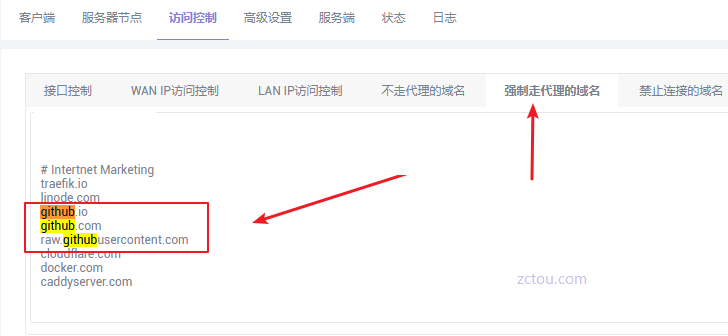 客户端 服务器节点 访问控制 高级设置 服务端 状态 日志
接口控制 WAN IP访问控制 LAN IP访问控制 不走代理的域名 强制走代理的域名 禁止连接的域名
# Intertnet Marketing
traefik.io
linode.com
github.io
github.com
raw.githubusercontent.com
cloudflare.com
docker.com
caddyserver.com
zctou.com